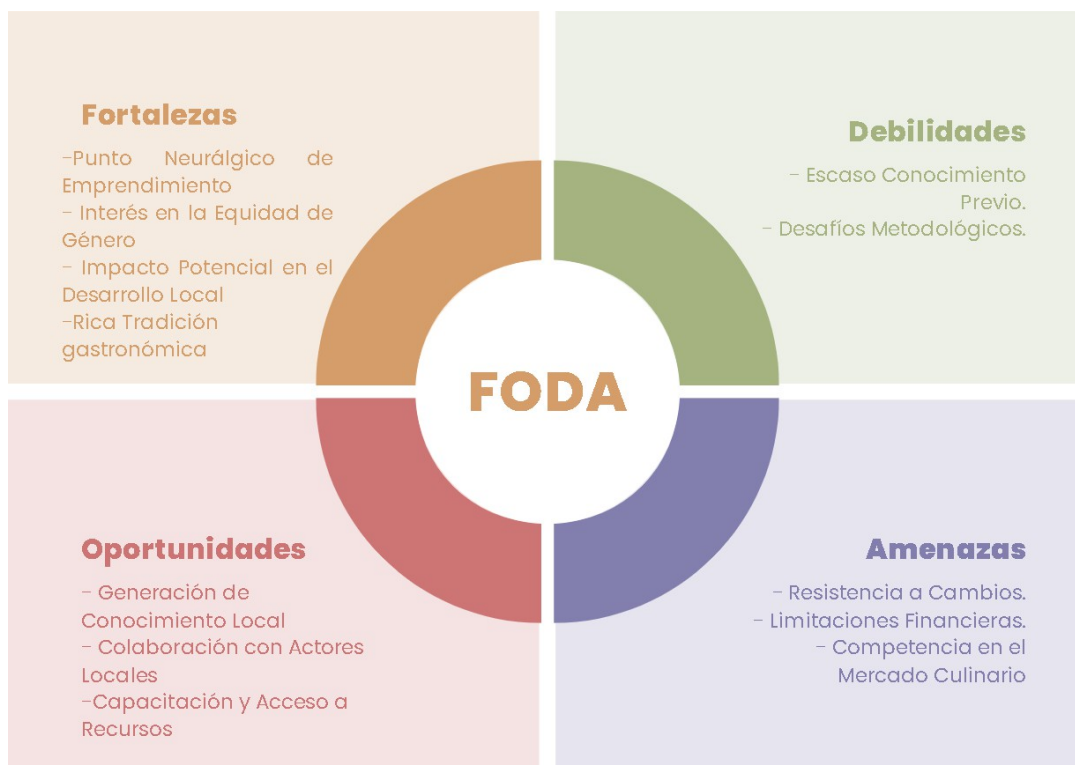 Fortalezas
-Punto Neurálgico de
Emprendimiento
- Interés en la Equidad de
Género
- Impacto Potencial en el
Desarrollo Local
-Rica Tradición
gastronómica
Debilidades
- Escaso Conocimiento
Previo.
- Desafíos Metodológicos.
FODA
Oportunidades
- Generación de
Conocimiento Local
- Colaboración con Actores
Locales
-Capacitación y Acceso a
Recursos
Amenazas
- Resistencia a Cambios.
- Limitaciones Financieras.
- Competencia en el
Mercado Culinario